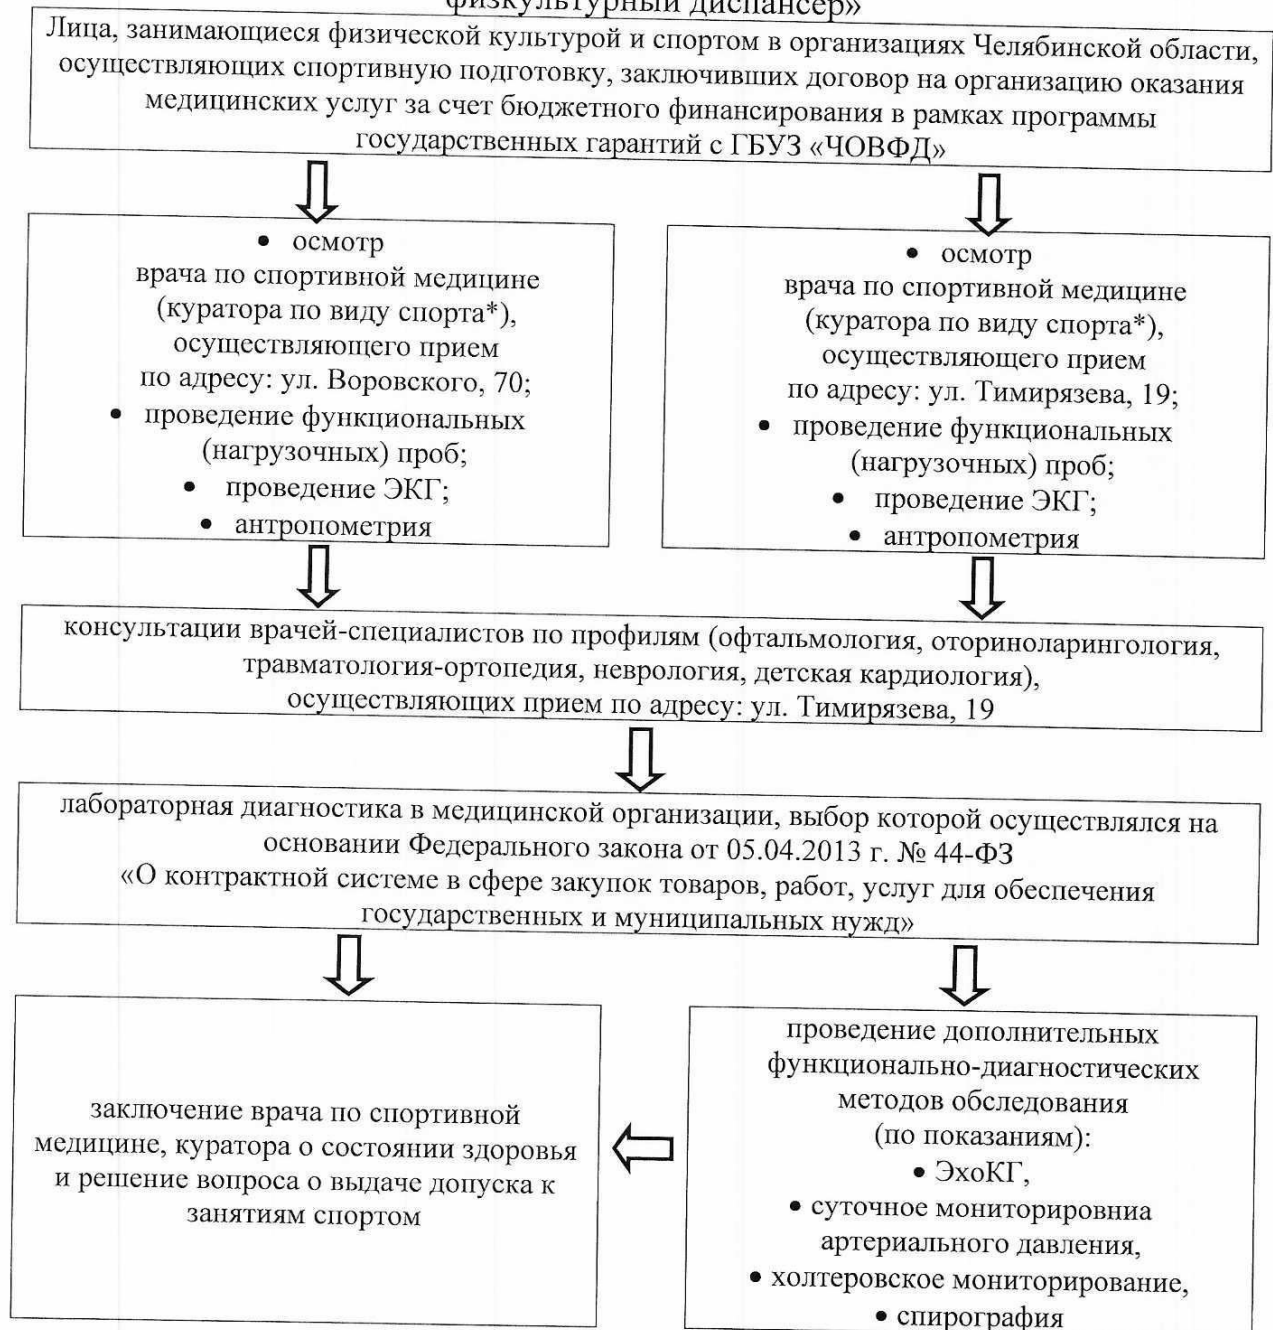 физкультурный диспансер»
Лица, занимающиеся физической культурой и спортом в организациях Челябинской области,
осуществляющих спортивную подготовку, заключивших договор на организацию оказания
медицинских услуг за счет бюджетного финансирования в рамках программы
государственных гарантий с ГБУЗ «ЧОВФД»
• осмотр
врача по спортивной медицине
(куратора по виду спорта*),
осуществляющего прием
по адресу: ул. Воровского, 70;
• проведение функциональных
(нагрузочных) проб;
• проведение ЭКГ;
• антропометрия
• осмотр
врача по спортивной медицине
(куратора по виду спорта*),
осуществляющего прием
по адресу: ул. Тимирязева, 19;
• проведение функциональных
(нагрузочных) проб;
• проведение ЭКГ;
• антропометрия
консультации врачей-специалистов по профилям (офтальмология, оториноларингология,
травматология-ортопедия, неврология, детская кардиология),
осуществляющих прием по адресу: ул. Тимирязева, 19
лабораторная диагностика в медицинской организации, выбор которой осуществлялся на
основании Федерального закона от 05.04.2013 г. № 44-ФЗ
«О контрактной системе в сфере закупок товаров, работ, услуг для обеспечения
государственных и муниципальных нужд»
заключение врача по спортивной
медицине, куратора о состоянии здоровья
и решение вопроса о выдаче допуска к
занятиям спортом
проведение дополнительных
функционально-диагностических
методов обследования
(по показаниям):
• ЭхоКГ,
• суточное мониторировниа
артериального давления,
• холтеровское мониторирование,
• спирография